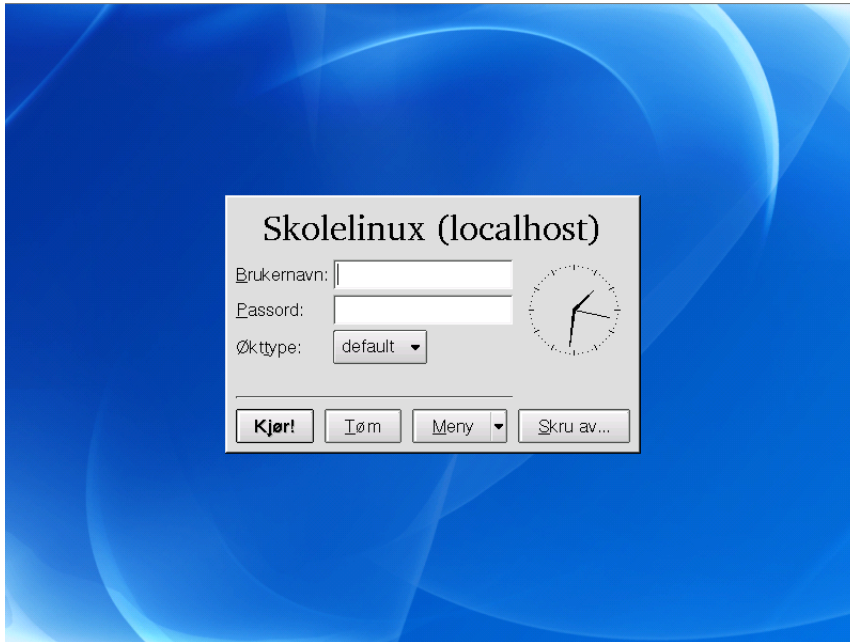 Skolelinux (localhost)
Brukernavn:
Passord:
Økttype: default
Kjør! Tøm Meny Skru av...